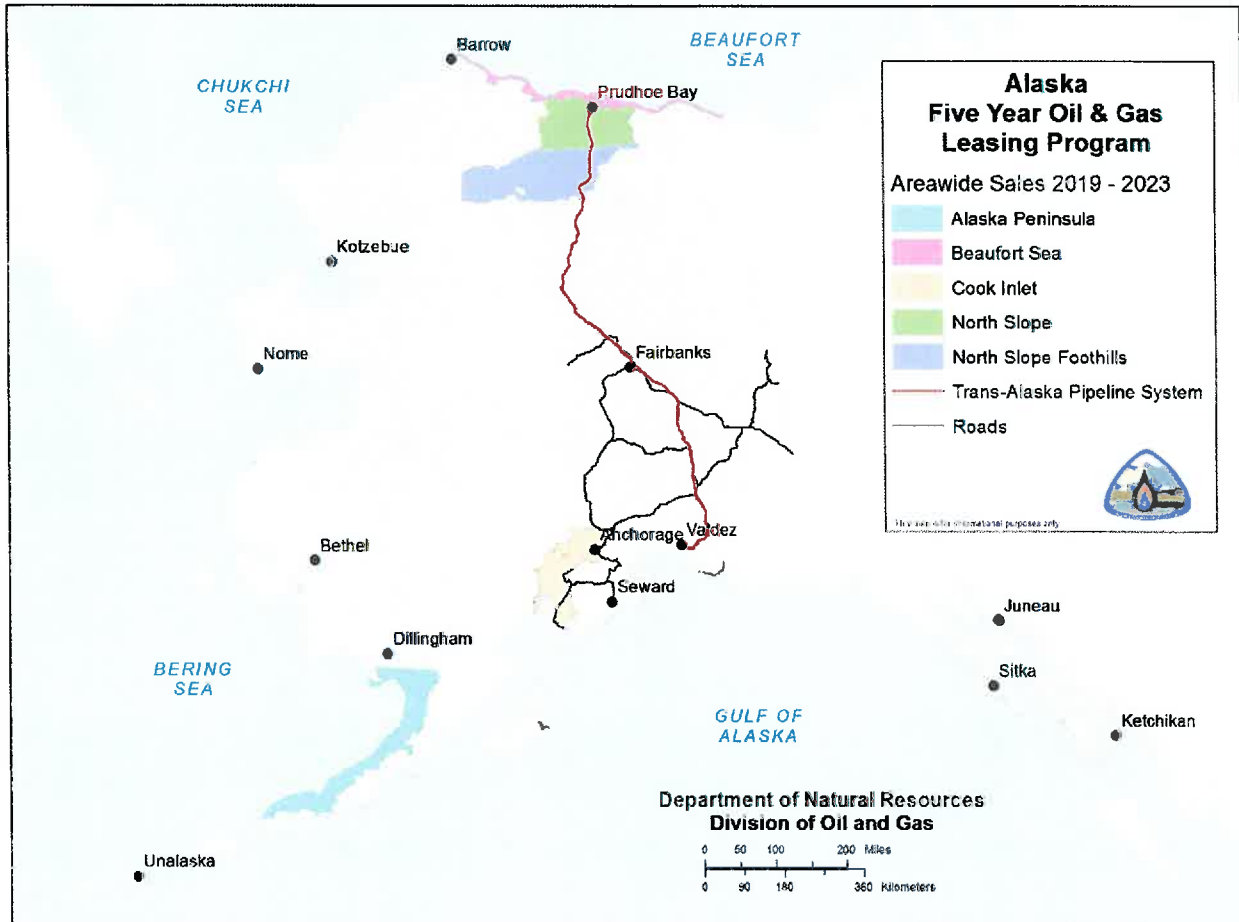 Barrow
BEAUFORT
SEA
CHUKCHI
SEA
Prudhoe Bay
Alaska
Five Year Oil & Gas
Leasing Program
Areawide Sales 2019 - 2023
Alaska Peninsula
Beaufort Sea
Cook Inlet
North Slope
North Slope Foothills
Trans-Alaska Pipeline System
Roads
Kotzebue
Nome
Fairbanks
Bethel
Anchorage
Valdez
Seward
Dillingham
Juneau
Sitka
Ketchikan
BERING
SEA
GULF OF
ALASKA
Department of Natural Resources
Division of Oil and Gas
0 50 100 200 Miles
0 90 180 360 Kilometers
Unalaska